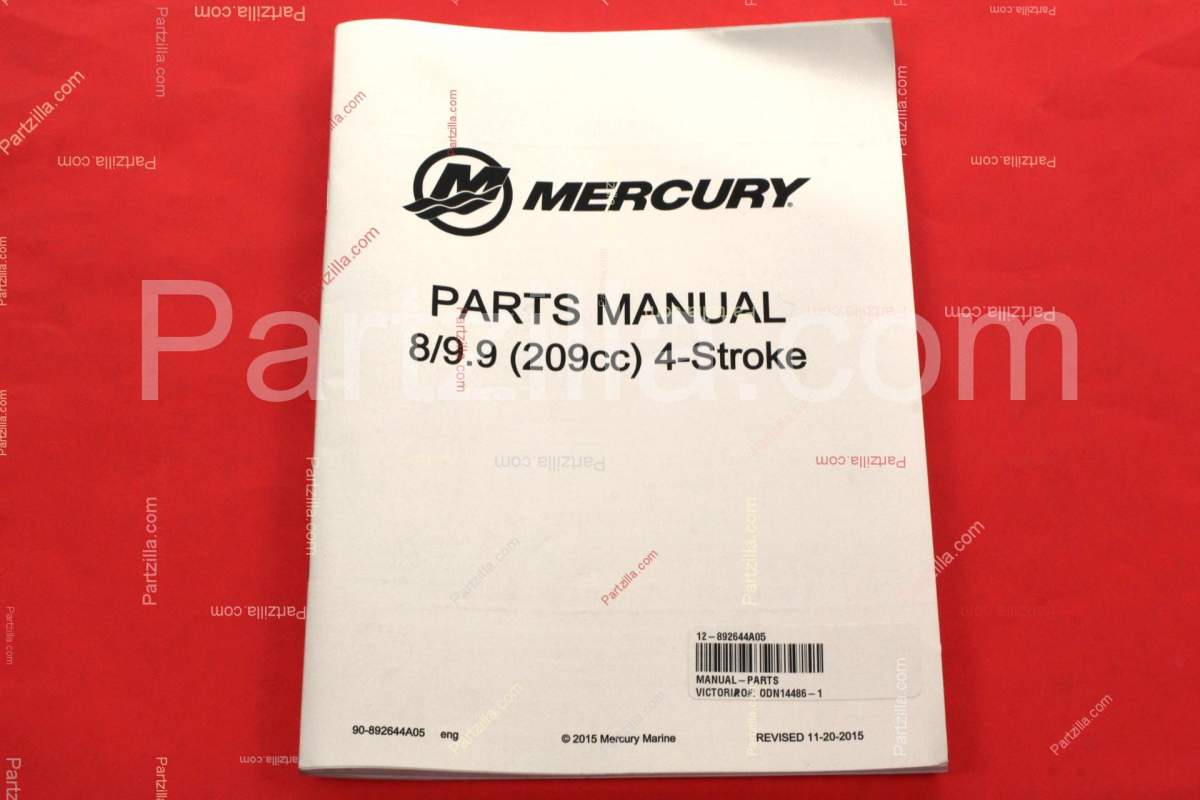 MERCURY
PARTS MANUAL
8/9.9 (209cc) 4-Stroke
Partzilla.com
12-892644A05
MANUAL-PARTS
ODN14486-1
90-892644A05 eng
© 2015 Mercury Marine
REVISED 11-20-2015